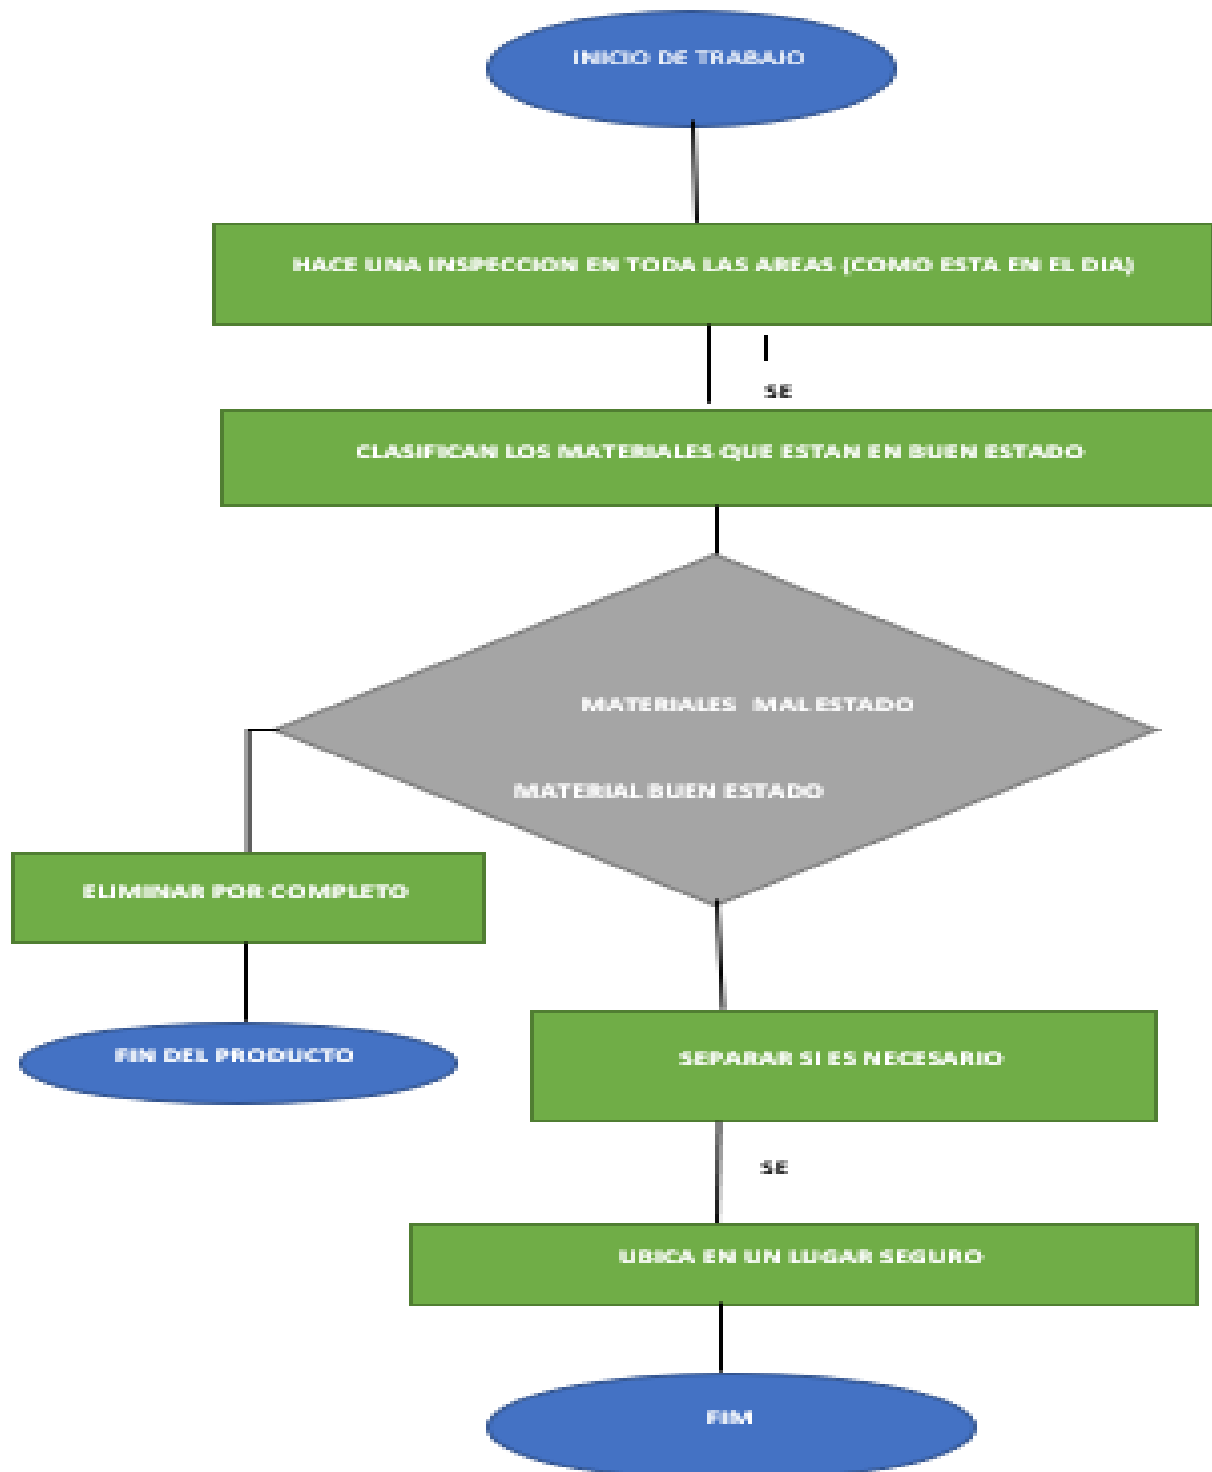 INICIO DE TRABAJO
HACE UNA INSPECCION EN TODA LAS AREAS (COMO ESTA EN EL DIA)
SE
CLASIFICAN LOS MATERIALES QUE ESTAN EN BUEN ESTADO
MATERIALES MAL ESTADO
MATERIAL BUEN ESTADO
ELIMINAR POR COMPLETO
FIN DEL PRODUCTO
SEPARAR SI ES NECESARIO
SE
UBICA EN UN LUGAR SEGURO
FIM